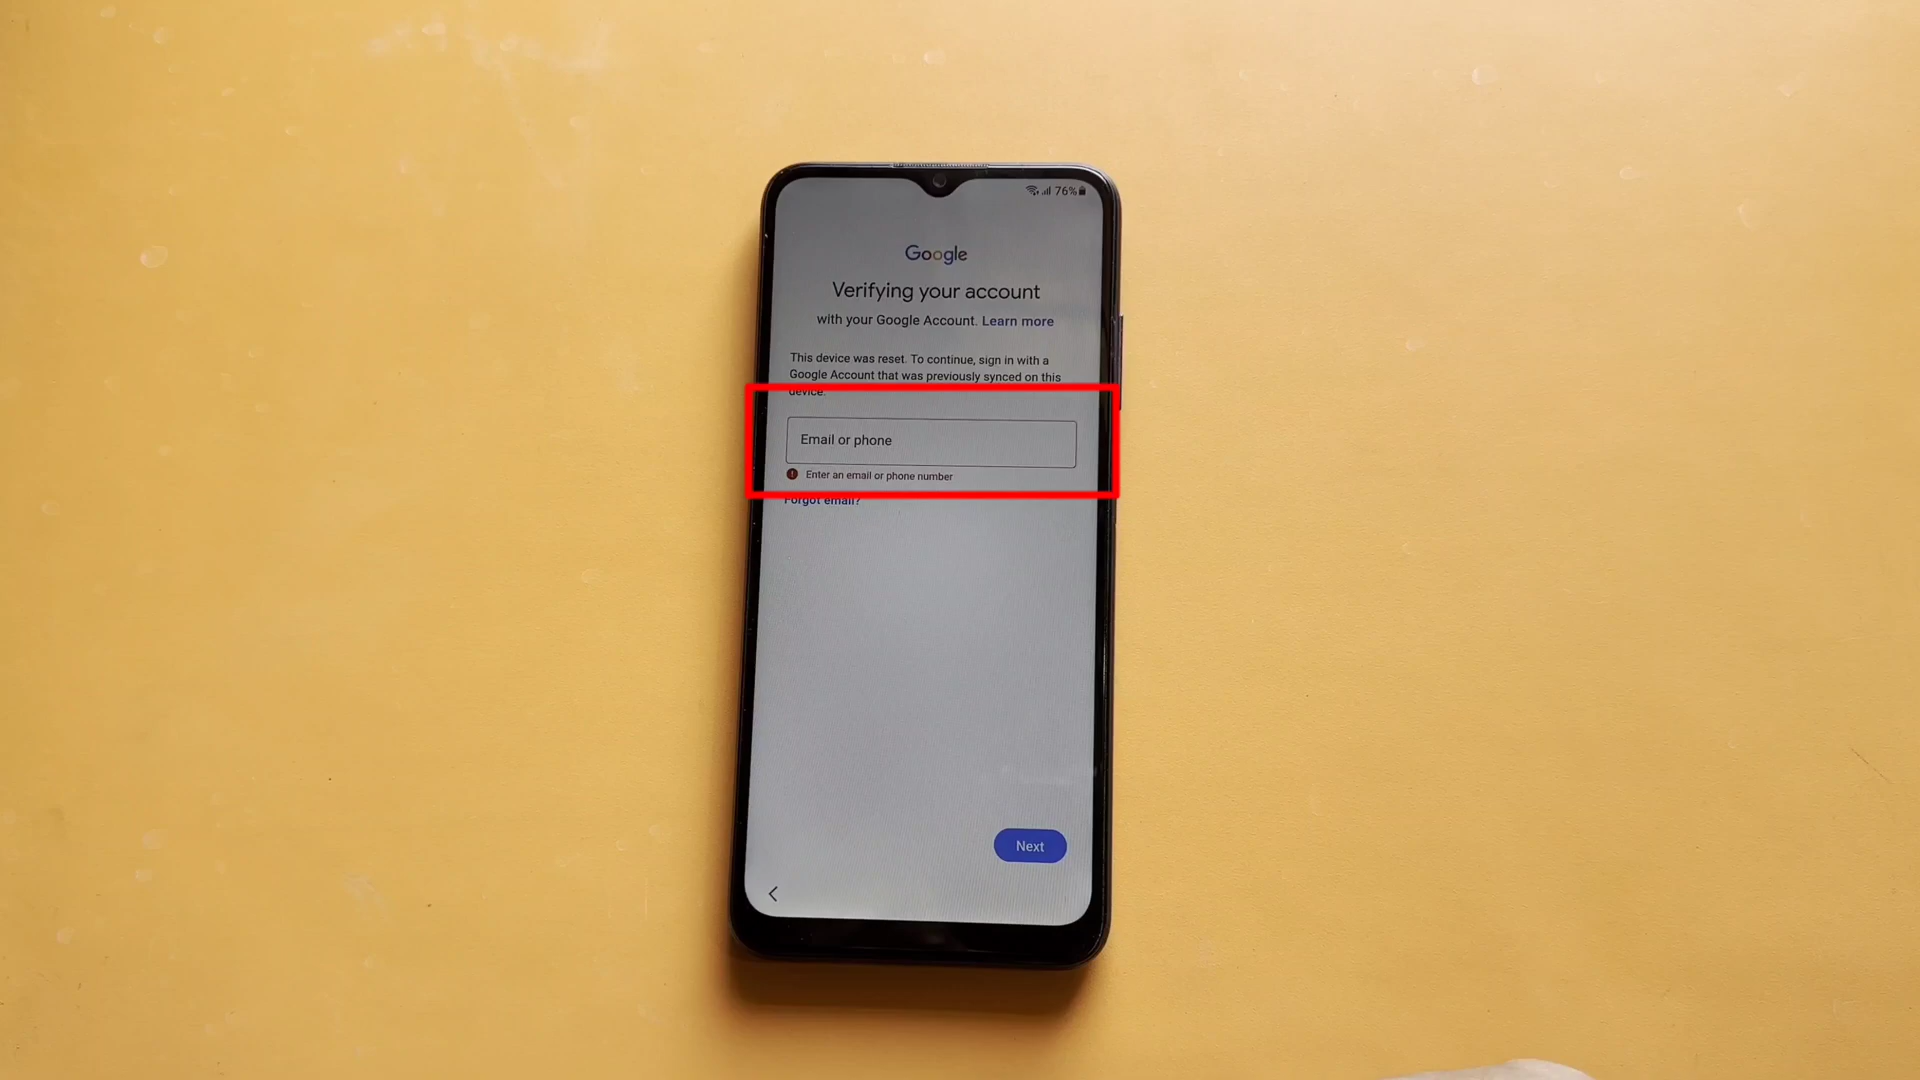 76%
Google
Verifying your account
with your Google Account. Learn more
This device was reset. To continue, sign in with a
Google Account that was previously synced on this
device.
Email or phone
Enter an email or phone number
Forgot email?
Next